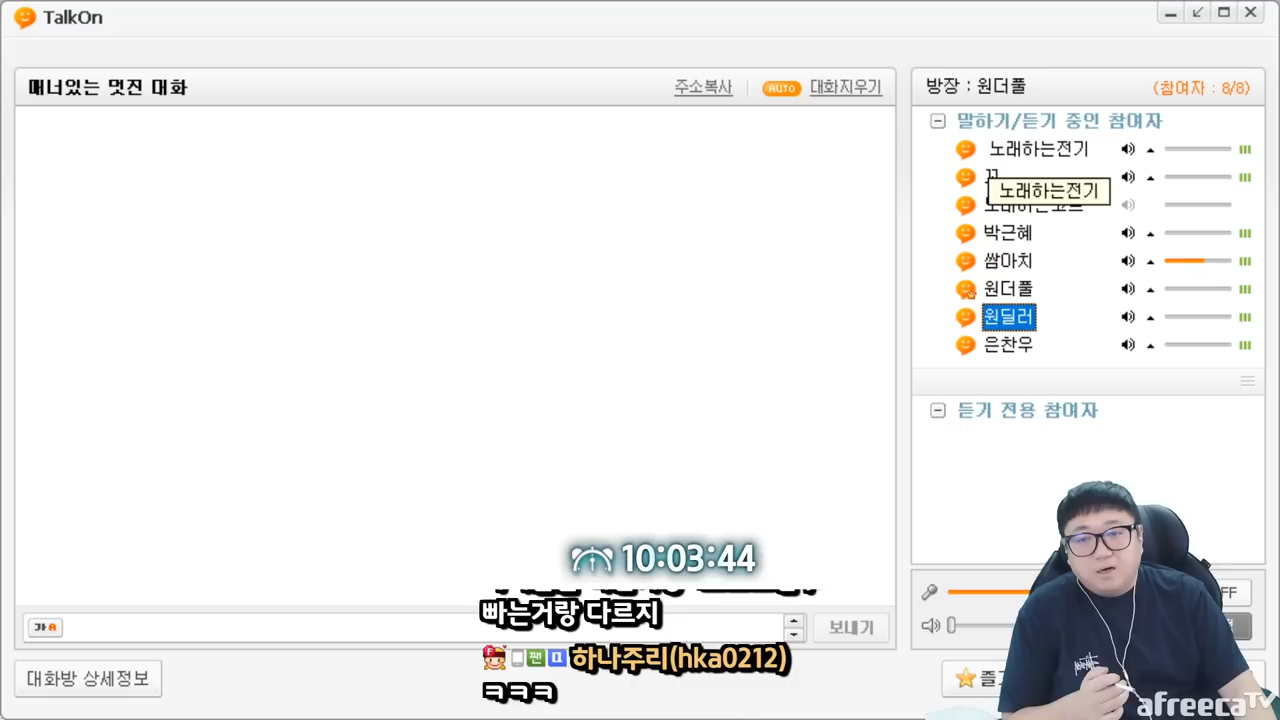 TalkOn
매너있는 멋진 대화
주소복사
AUTO
대화지우기
방장 : 원더풀
(참여자 : 8/8)
말하기/듣기 중인 참여자
노래하는전기
노래하는전기
박근혜
쌈마치
원더풀
원딜러
은찬우
듣기 전용 참여자
10:03:44
빠는거랑 다르지
가
보내기
팬
하나주리(hka0212)
ㅋㅋㅋ
대화방 상세정보
afreecaTV